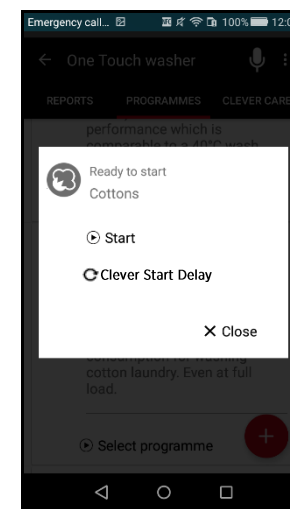 Emergency call... 100% 12:0
One Touch washer
REPORTS PROGRAMMES CLEVER CARE
performance which is
comparable to a 40°C wash
Ready to start
Cottons
Start
Clever Start Delay
Close
consumption for washing
cotton laundry. Even at full
load.
Select programme